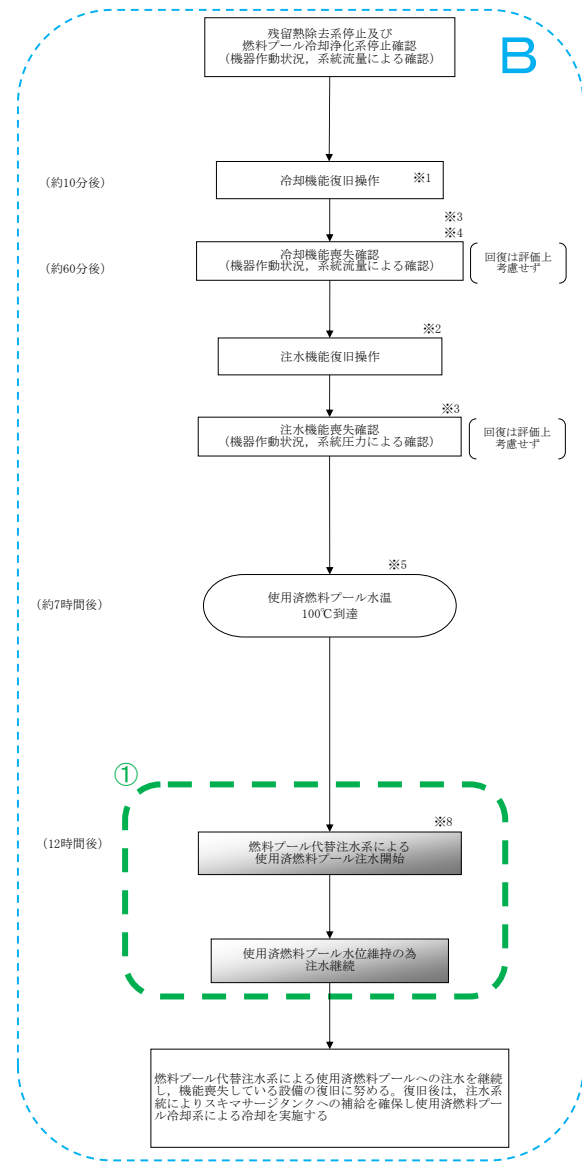 残留熱除去系停止及び
燃料プール冷却浄化系停止確認
(機器作動状況，系統流量による確認)
B
(約10分後)
冷却機能復旧操作
※1
※3
※4
(約60分後)
冷却機能喪失確認
(機器作動状況，系統流量による確認)
回復は評価上
考慮せず
※2
注水機能復旧操作
※3
注水機能喪失確認
(機器作動状況，系統圧力による確認)
回復は評価上
考慮せず
※5
(約7時間後)
使用済燃料プール水温
100℃到達
①
※8
(12時間後)
燃料プール代替注水系による
使用済燃料プール注水開始
使用済燃料プール水位維持の為
注水継続
燃料プール代替注水系による使用済燃料プールへの注水を継続
し，機能喪失している設備の復旧に努める。復旧後は，注水系
統によりスキマサージタンクへの補給を確保し使用済燃料プー
ル冷却系による冷却を実施する